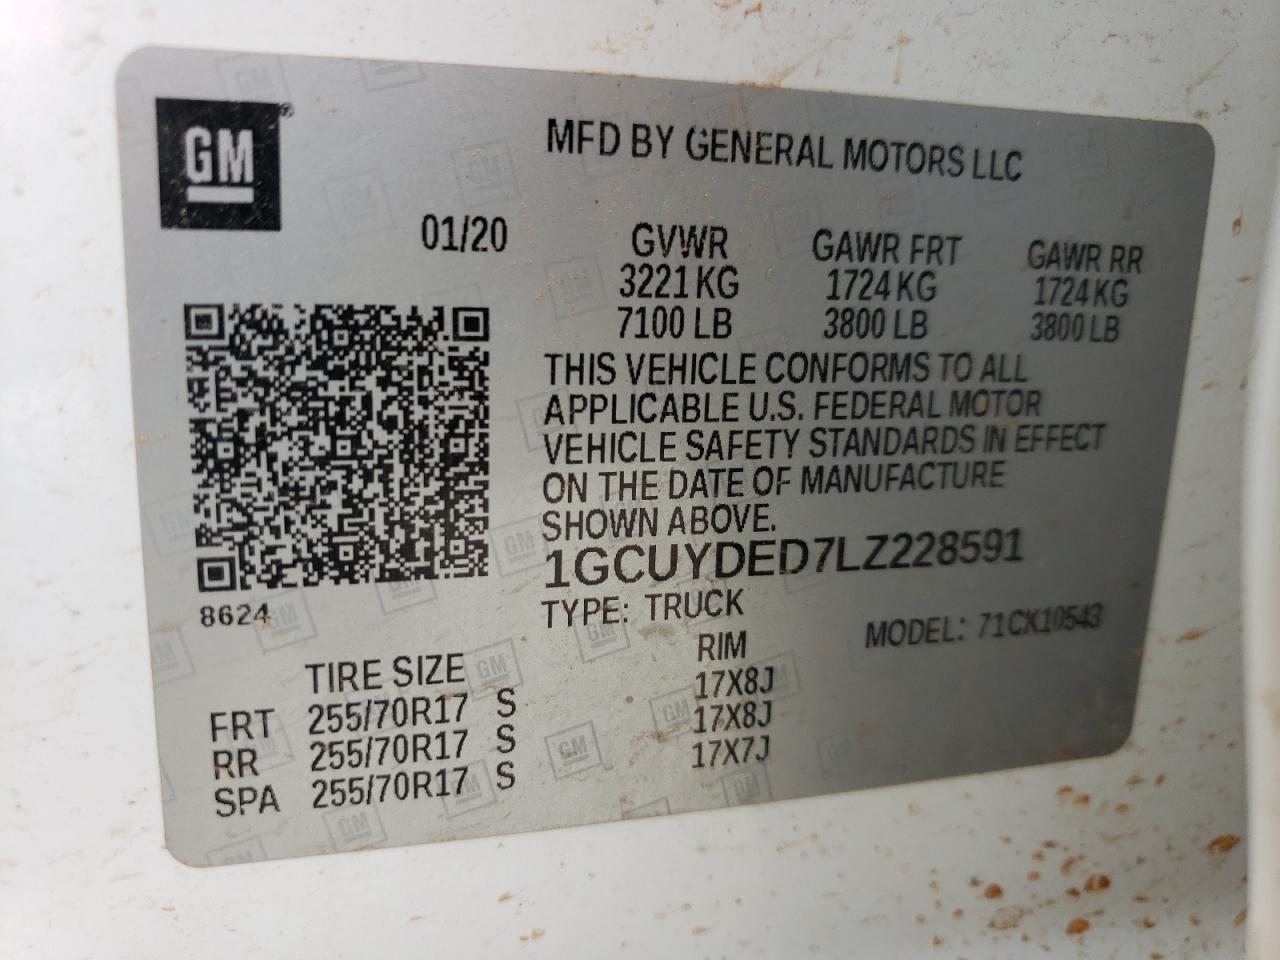 GM
MFD BY GENERAL MOTORS LLC
01/20
GVWR GAWR FRT GAWR RR
3221 KG 1724 KG 1724 KG
7100 LB 3800 LB 3800 LB
THIS VEHICLE CONFORMS TO ALL
APPLICABLE U.S. FEDERAL MOTOR
VEHICLE SAFETY STANDARDS IN EFFECT
ON THE DATE OF MANUFACTURE
SHOWN ABOVE.
1GCUYDED7LZ228591
8624
TYPE: TRUCK MODEL: 71CK10543
TIRE SIZE RIM
FRT 255/70R17 S 17X8J
RR 255/70R17 S 17X8J
SPA 255/70R17 S 17X7J